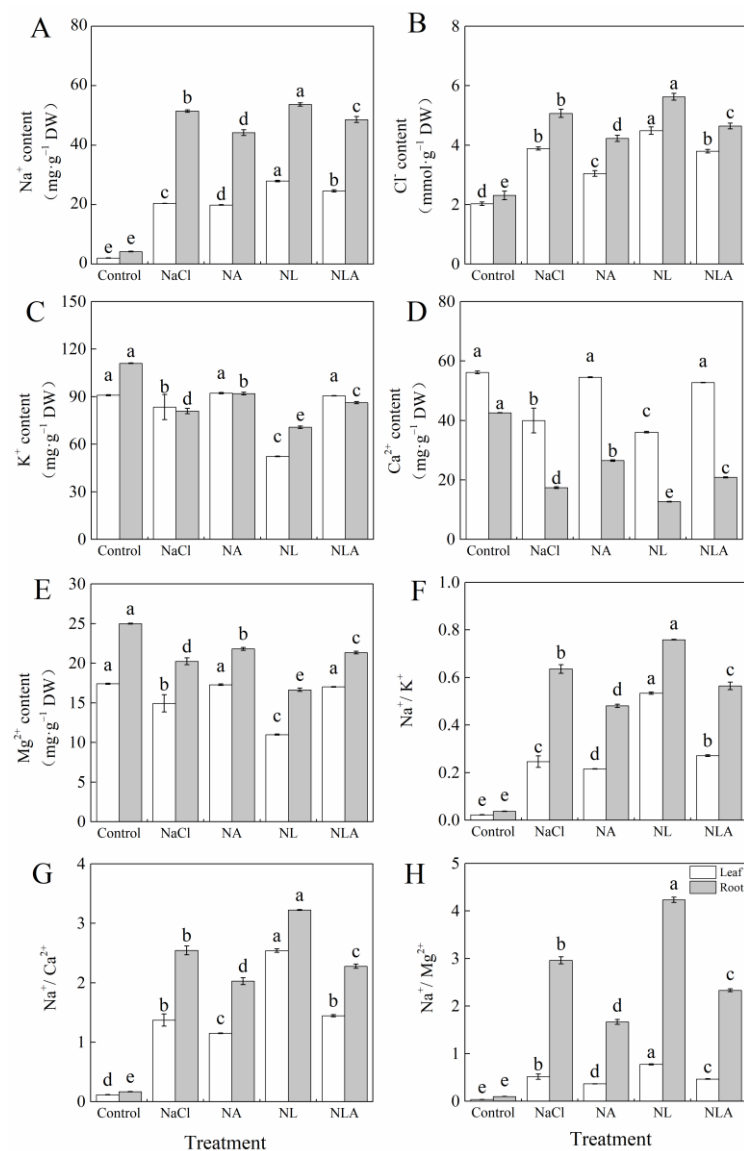 A
Na⁺ content
(mg·g⁻¹ DW)
80
60
40
20
0
e e
c b
d d
b a
b c
Control NaCl NA NL NLA
B
Cl⁻ content
(mmol·g⁻¹ DW)
8
6
4
2
0
d e
b b
c d
a a
b c
Control NaCl NA NL NLA
C
K⁺ content
(mg·g⁻¹ DW)
150
120
90
60
30
0
a a
b d
a b
c e
a c
Control NaCl NA NL NLA
D
Ca²⁺ content
(mg·g⁻¹ DW)
80
60
40
20
0
a a
b d
a b
c e
a c
Control NaCl NA NL NLA
E
Mg²⁺ content
(mg·g⁻¹ DW)
30
25
20
15
10
5
0
a a
b d
a b
c e
a c
Control NaCl NA NL NLA
F
Na⁺/ K⁺
1.0
0.8
0.6
0.4
0.2
0.0
e e
c b
d d
a a
b c
Control NaCl NA NL NLA
G
Na⁺/ Ca²⁺
4
3
2
1
0
d e
b b
c d
a a
b c
Control NaCl NA NL NLA
Treatment
H
Na⁺/ Mg²⁺
5
4
3
2
1
0
Leaf
Root
e e
b b
d d
a a
c c
Control NaCl NA NL NLA
Treatment